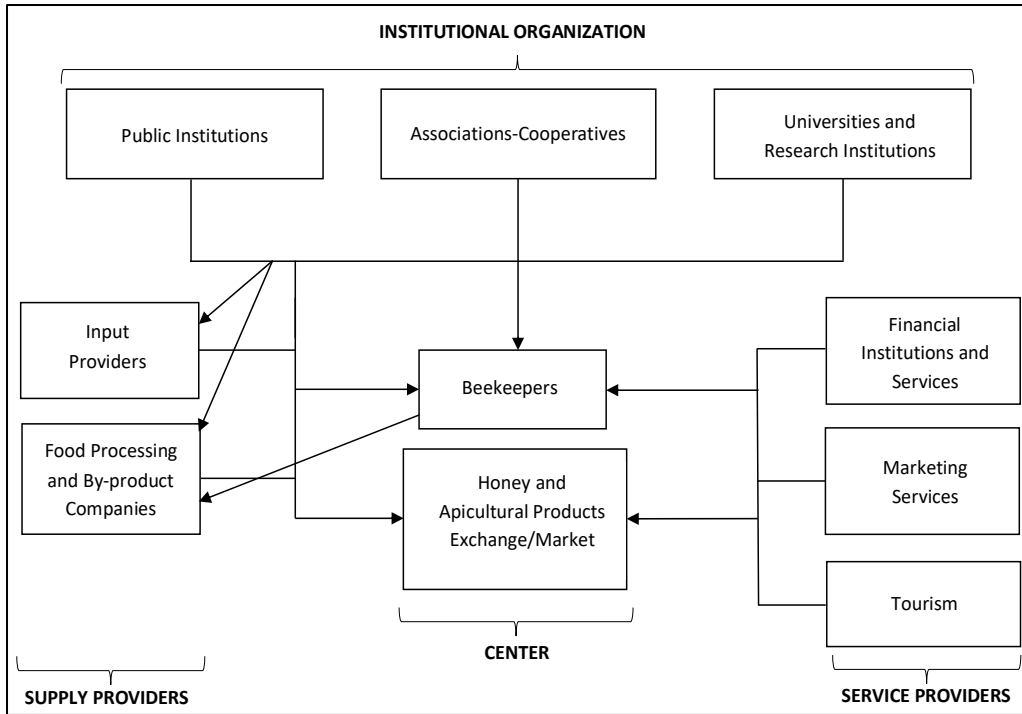 INSTITUTIONAL ORGANIZATION
Public Institutions
Associations-Cooperatives
Universities and
Research Institutions
Input
Providers
Food Processing
and By-product
Companies
Beekeepers
Honey and
Apicultural Products
Exchange/Market
Financial
Institutions and
Services
Marketing
Services
Tourism
SUPPLY PROVIDERS
CENTER
SERVICE PROVIDERS